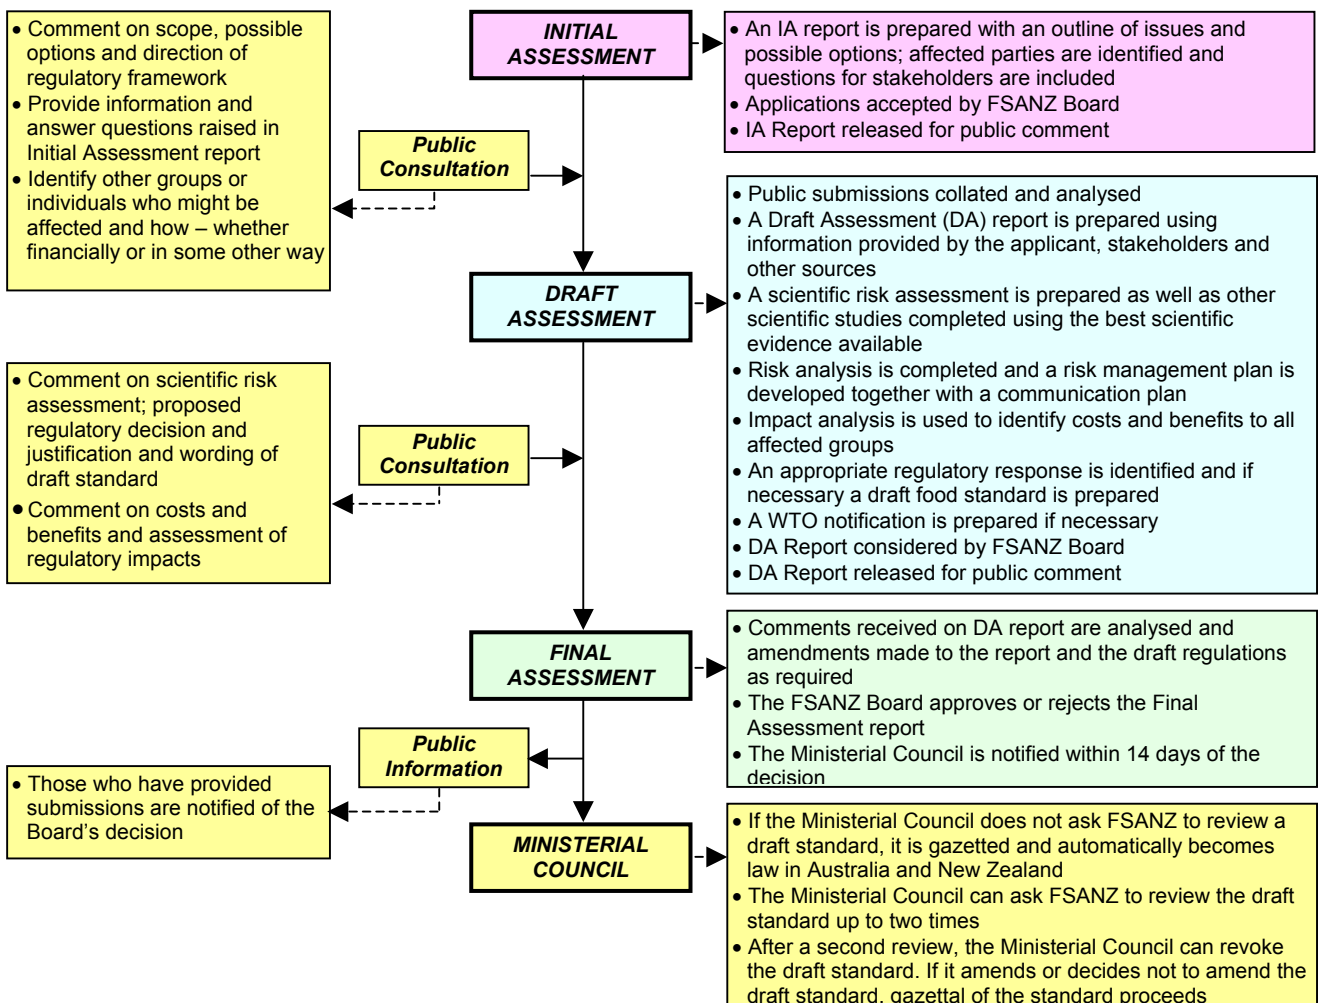 • Comment on scope, possible
options and direction of
regulatory framework
• Provide information and
answer questions raised in
Initial Assessment report
• Identify other groups or
individuals who might be
affected and how – whether
financially or in some other way
INITIAL
ASSESSMENT
• An IA report is prepared with an outline of issues and
possible options; affected parties are identified and
questions for stakeholders are included
• Applications accepted by FSANZ Board
• IA Report released for public comment
Public
Consultation
DRAFT
ASSESSMENT
• Public submissions collated and analysed
• A Draft Assessment (DA) report is prepared using
information provided by the applicant, stakeholders and
other sources
• A scientific risk assessment is prepared as well as other
scientific studies completed using the best scientific
evidence available
• Risk analysis is completed and a risk management plan is
developed together with a communication plan
• Impact analysis is used to identify costs and benefits to all
affected groups
• An appropriate regulatory response is identified and if
necessary a draft food standard is prepared
• A WTO notification is prepared if necessary
• DA Report considered by FSANZ Board
• DA Report released for public comment
• Comment on scientific risk
assessment; proposed
regulatory decision and
justification and wording of
draft standard
• Comment on costs and
benefits and assessment of
regulatory impacts
Public
Consultation
FINAL
ASSESSMENT
• Comments received on DA report are analysed and
amendments made to the report and the draft regulations
as required
• The FSANZ Board approves or rejects the Final
Assessment report
• The Ministerial Council is notified within 14 days of the
decision
Public
Information
• Those who have provided
submissions are notified of the
Board's decision
MINISTERIAL
COUNCIL
• If the Ministerial Council does not ask FSANZ to review a
draft standard, it is gazetted and automatically becomes
law in Australia and New Zealand
• The Ministerial Council can ask FSANZ to review the draft
standard up to two times
• After a second review, the Ministerial Council can revoke
the draft standard. If it amends or decides not to amend the
draft standard, gazettal of the standard proceeds